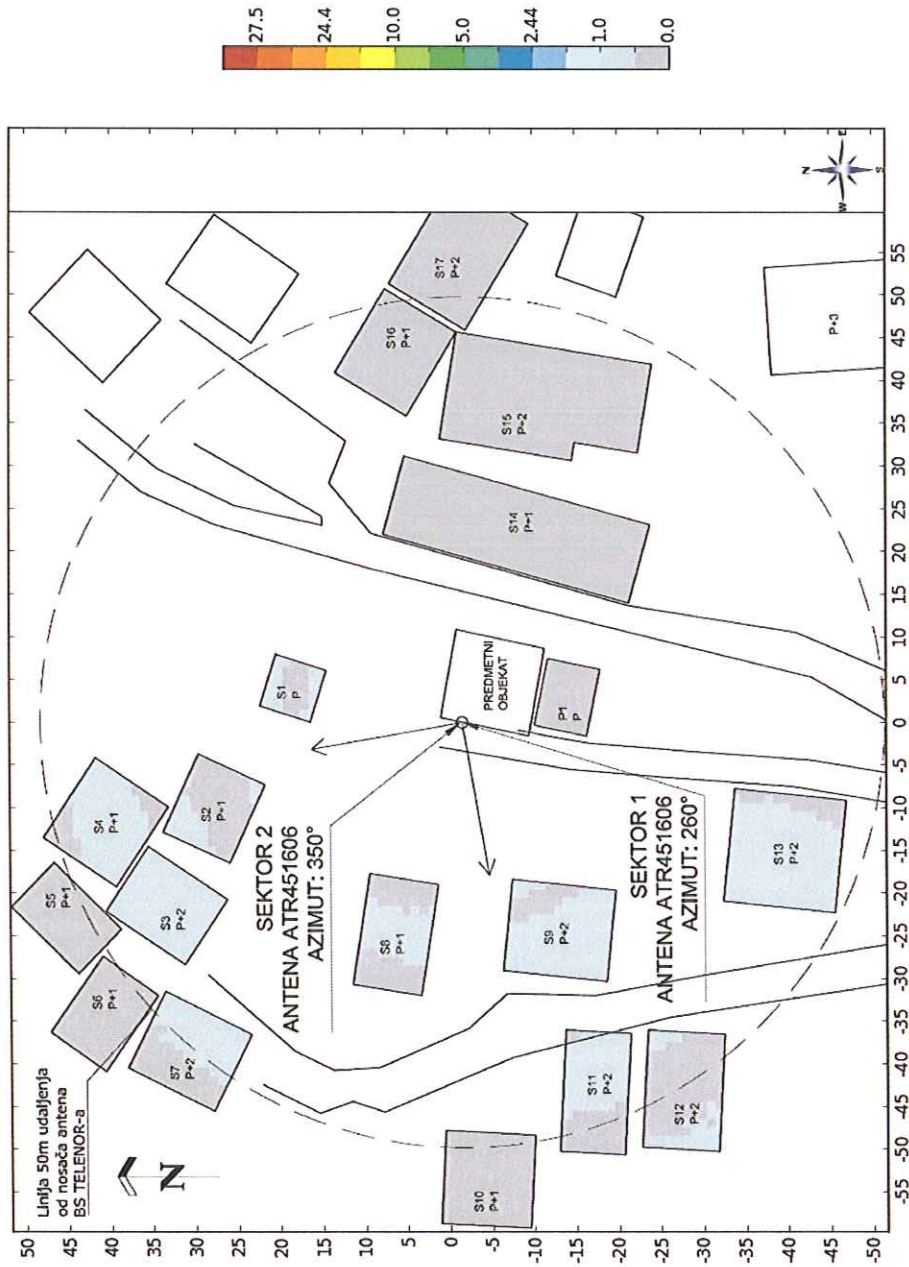 Linija 50m udaljenja
od nosača antena
BS TELENOR-a
N
S5
P+1
S4
P+1
S6
P+1
S3
P+2
S2
P+1
S7
P+2
S1
P
S16
P+1
S17
P+2
SEKTOR 2
ANTENA ATR451606
AZIMUT: 350°
S8
P+1
PREDMETNI
OBJEKAT
S14
P+1
S15
P+2
S10
P+1
S9
P+2
P1
P
S11
P+2
SEKTOR 1
ANTENA ATR451606
AZIMUT: 260°
S12
P+2
S13
P+2
P+3
N
W
E
S
50
45
40
35
30
25
20
15
10
5
0
-5
-10
-15
-20
-25
-30
-35
-40
-45
-50
-55
-50
-45
-40
-35
-30
-25
-20
-15
-10
-5
0
5
10
15
20
25
30
35
40
45
50
55
27.5
24.4
10.0
5.0
2.44
1.0
0.0